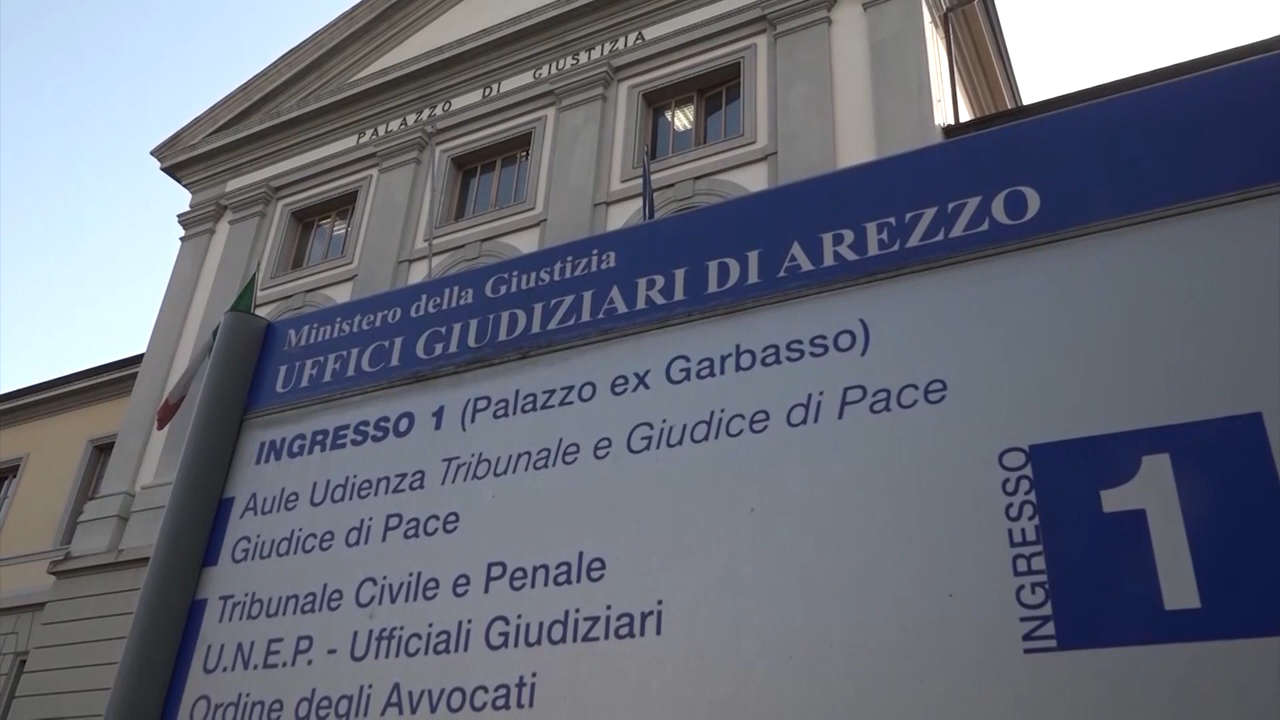 PALAZZO DI GIUSTIZIA
Ministero della Giustizia
UFFICI GIUDIZIARI DI AREZZO
INGRESSO 1 (Palazzo ex Garbasso)
Aule Udienza Tribunale e Giudice di Pace
Giudice di Pace
Tribunale Civile e Penale
U.N.E.P. - Ufficiali Giudiziari
Ordine degli Avvocati
INGRESSO
1